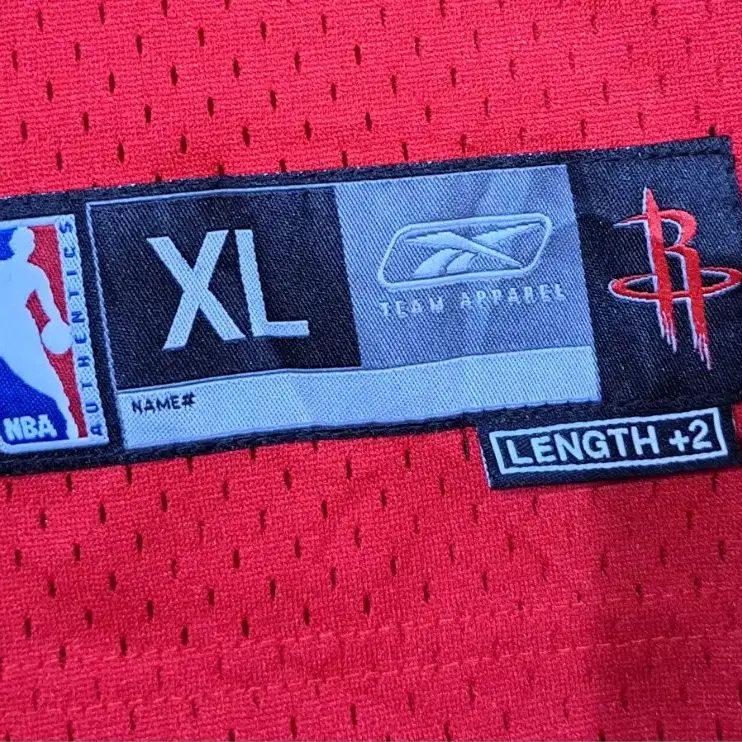 NBA
AUTHENTICS
XL
TEAM APPAREL
R
NAME#
LENGTH +2